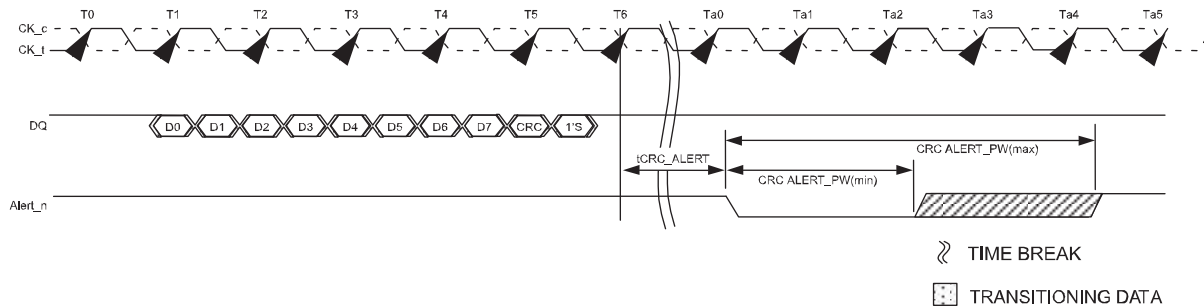 T0 T1 T2 T3 T4 T5 T6 Ta0 Ta1 Ta2 Ta3 Ta4 Ta5
CK_c
CK_t
DQ D0 D1 D2 D3 D4 D5 D6 D7 CRC 1'S
CRC ALERT_PW(max)
tCRC_ALERT
CRC ALERT_PW(min)
Alert_n
TIME BREAK
TRANSITIONING DATA